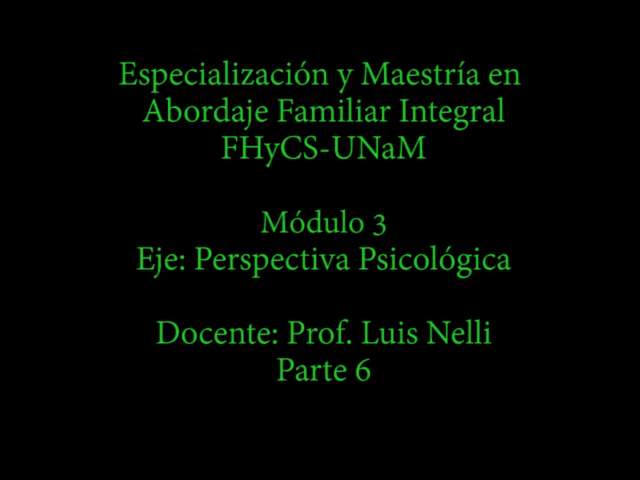 Especialización y Maestría en
Abordaje Familiar Integral
FHyCS-UNaM
Módulo 3
Eje: Perspectiva Psicológica
Docente: Prof. Luis Nelli
Parte 6